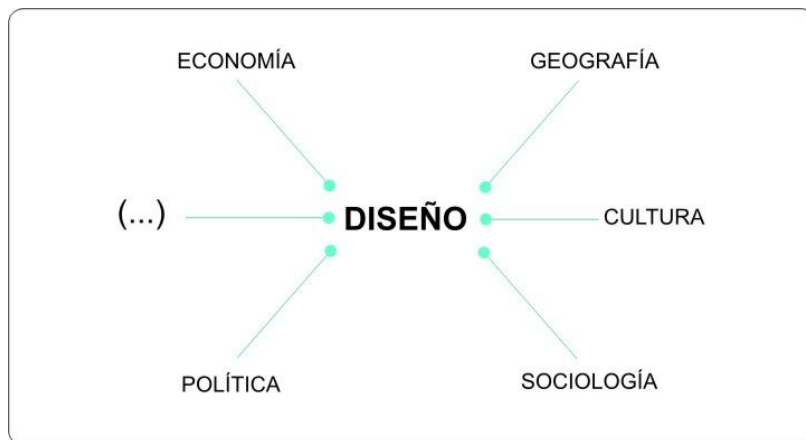 ECONOMÍA
GEOGRAFÍA
(...)
DISEÑO
CULTURA
POLÍTICA
SOCIOLOGÍA